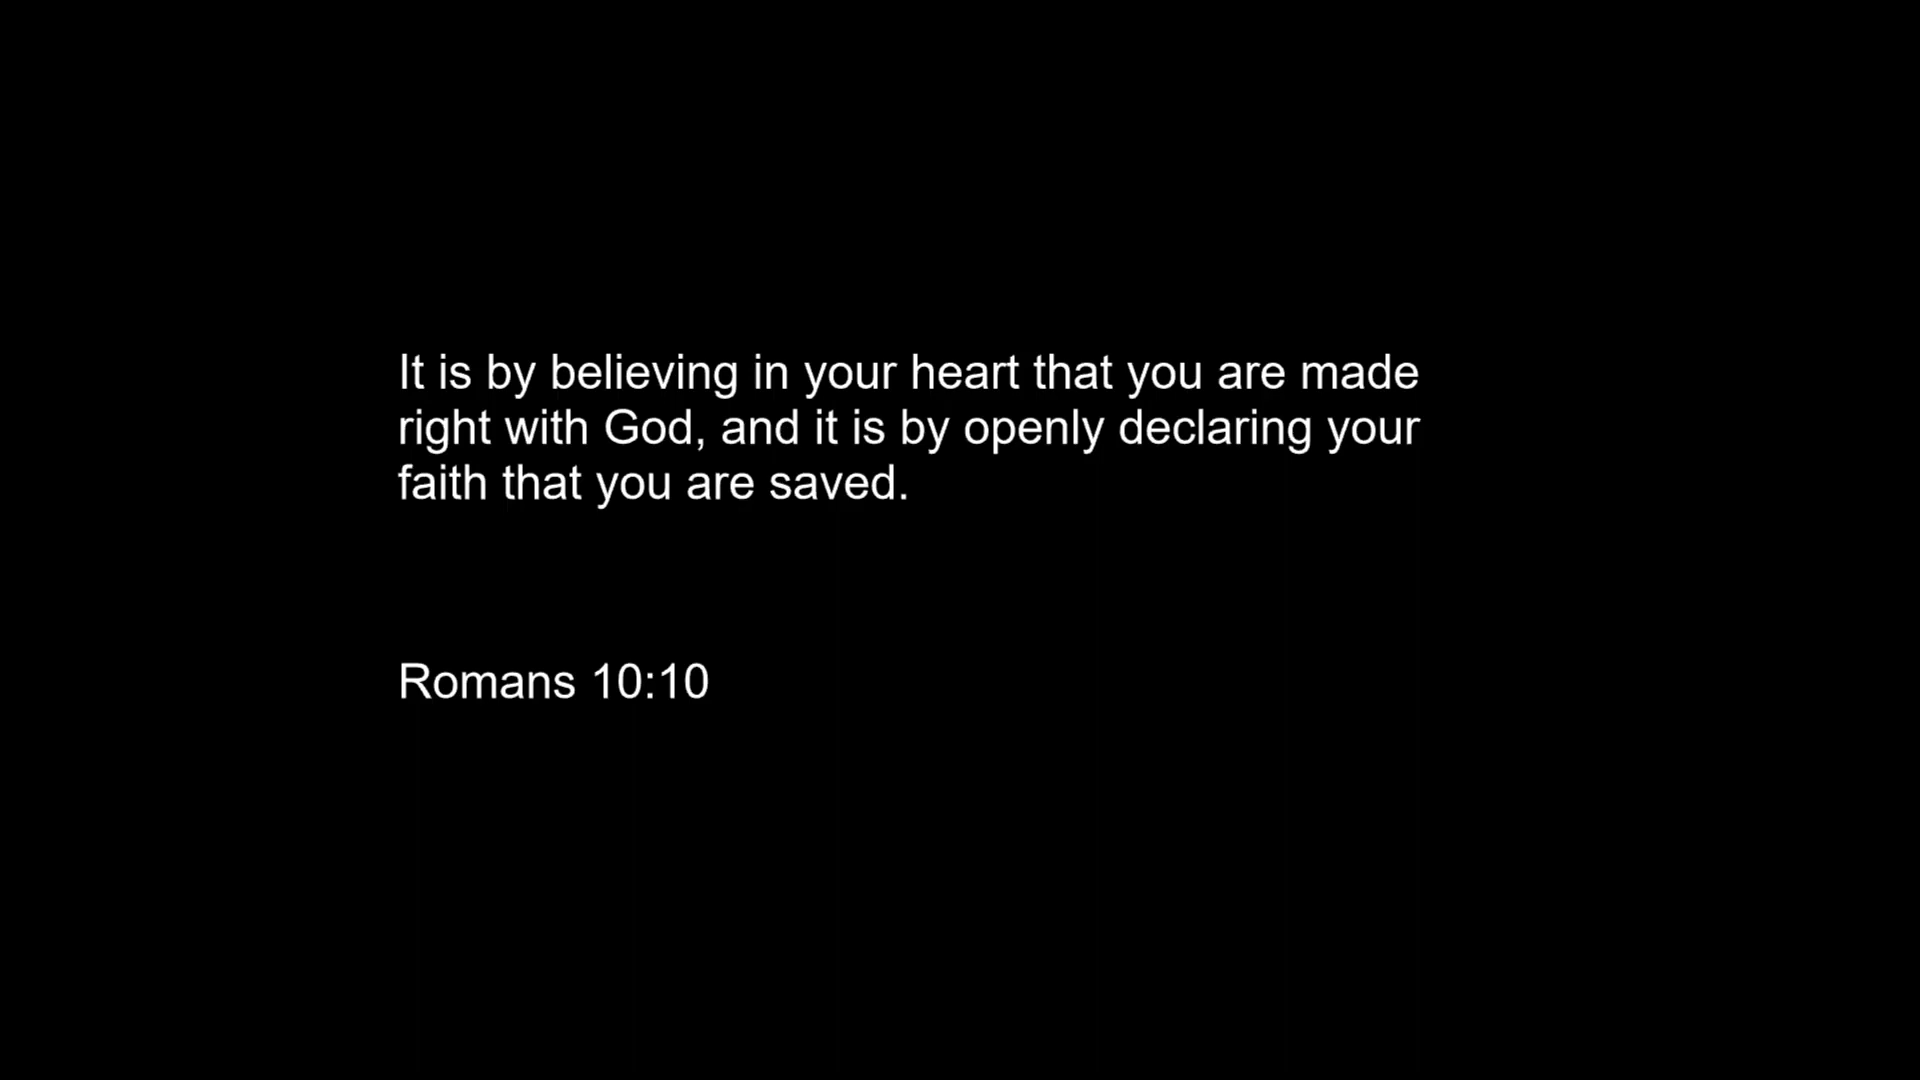 It is by believing in your heart that you are made
right with God, and it is by openly declaring your
faith that you are saved.
Romans 10:10